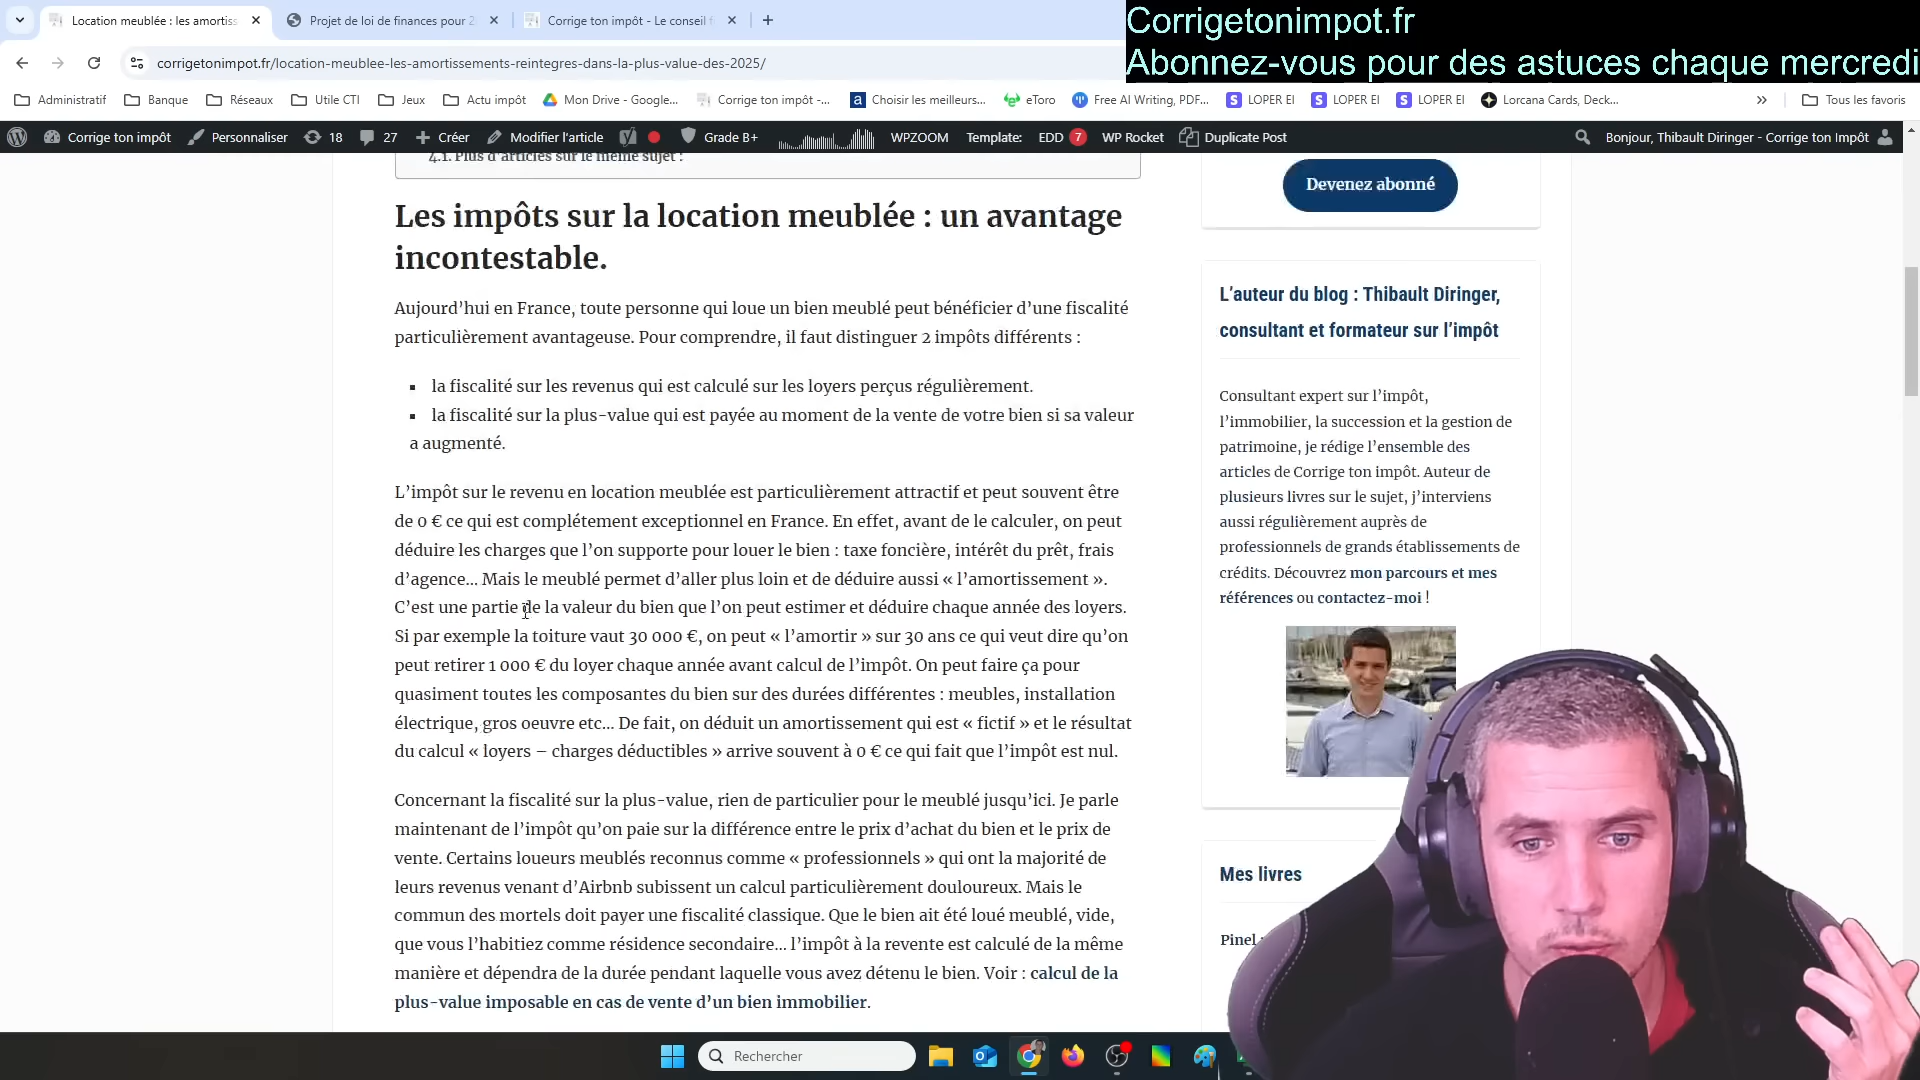 Location meublée : les amortiss
Projet de loi de finances pour 2
Corrige ton impôt - Le conseil f
Corrigetonimpot.fr
Abonnez-vous pour des astuces chaque mercredi
corrigetonimpot.fr/location-meublee-les-amortissements-reintegres-dans-la-plus-value-des-2025/
Administratif
Banque
Réseaux
Utile CTI
Jeux
Actu impôt
Mon Drive - Google...
Corrige ton impôt -...
Choisir les meilleurs...
eToro
Free AI Writing, PDF...
LOPER EI
LOPER EI
LOPER EI
Lorcana Cards, Deck...
Tous les favoris
Corrige ton impôt
Personnaliser
18
27
Créer
Modifier l'article
Grade B+
WPZOOM
Template:
EDD 7
WP Rocket
Duplicate Post
Bonjour, Thibault Diringer - Corrige ton Impôt
4.1. Plus d'articles sur le même sujet :
Les impôts sur la location meublée : un avantage
incontestable.
Aujourd'hui en France, toute personne qui loue un bien meublé peut bénéficier d'une fiscalité
particulièrement avantageuse. Pour comprendre, il faut distinguer 2 impôts différents :
▪ la fiscalité sur les revenus qui est calculé sur les loyers perçus régulièrement.
▪ la fiscalité sur la plus-value qui est payée au moment de la vente de votre bien si sa valeur
a augmenté.
L'impôt sur le revenu en location meublée est particulièrement attractif et peut souvent être
de 0 € ce qui est complétement exceptionnel en France. En effet, avant de le calculer, on peut
déduire les charges que l'on supporte pour louer le bien : taxe foncière, intérêt du prêt, frais
d'agence... Mais le meublé permet d'aller plus loin et de déduire aussi « l'amortissement ».
C'est une partie de la valeur du bien que l'on peut estimer et déduire chaque année des loyers.
Si par exemple la toiture vaut 30 000 €, on peut « l'amortir » sur 30 ans ce qui veut dire qu'on
peut retirer 1 000 € du loyer chaque année avant calcul de l'impôt. On peut faire ça pour
quasiment toutes les composantes du bien sur des durées différentes : meubles, installation
électrique, gros oeuvre etc... De fait, on déduit un amortissement qui est « fictif » et le résultat
du calcul « loyers – charges déductibles » arrive souvent à 0 € ce qui fait que l'impôt est nul.
Concernant la fiscalité sur la plus-value, rien de particulier pour le meublé jusqu'ici. Je parle
maintenant de l'impôt qu'on paie sur la différence entre le prix d'achat du bien et le prix de
vente. Certains loueurs meublés reconnus comme « professionnels » qui ont la majorité de
leurs revenus venant d'Airbnb subissent un calcul particulièrement douloureux. Mais le
commun des mortels doit payer une fiscalité classique. Que le bien ait été loué meublé, vide,
que vous l'habitiez comme résidence secondaire... l'impôt à la revente est calculé de la même
manière et dépendra de la durée pendant laquelle vous avez détenu le bien. Voir : calcul de la
plus-value imposable en cas de vente d'un bien immobilier.
Devenez abonné
L'auteur du blog : Thibault Diringer,
consultant et formateur sur l'impôt
Consultant expert sur l'impôt,
l'immobilier, la succession et la gestion de
patrimoine, je rédige l'ensemble des
articles de Corrige ton impôt. Auteur de
plusieurs livres sur le sujet, j'interviens
aussi régulièrement auprès de
professionnels de grands établissements de
crédits. Découvrez mon parcours et mes
références ou contactez-moi !
Mes livres
Pinel
Rechercher